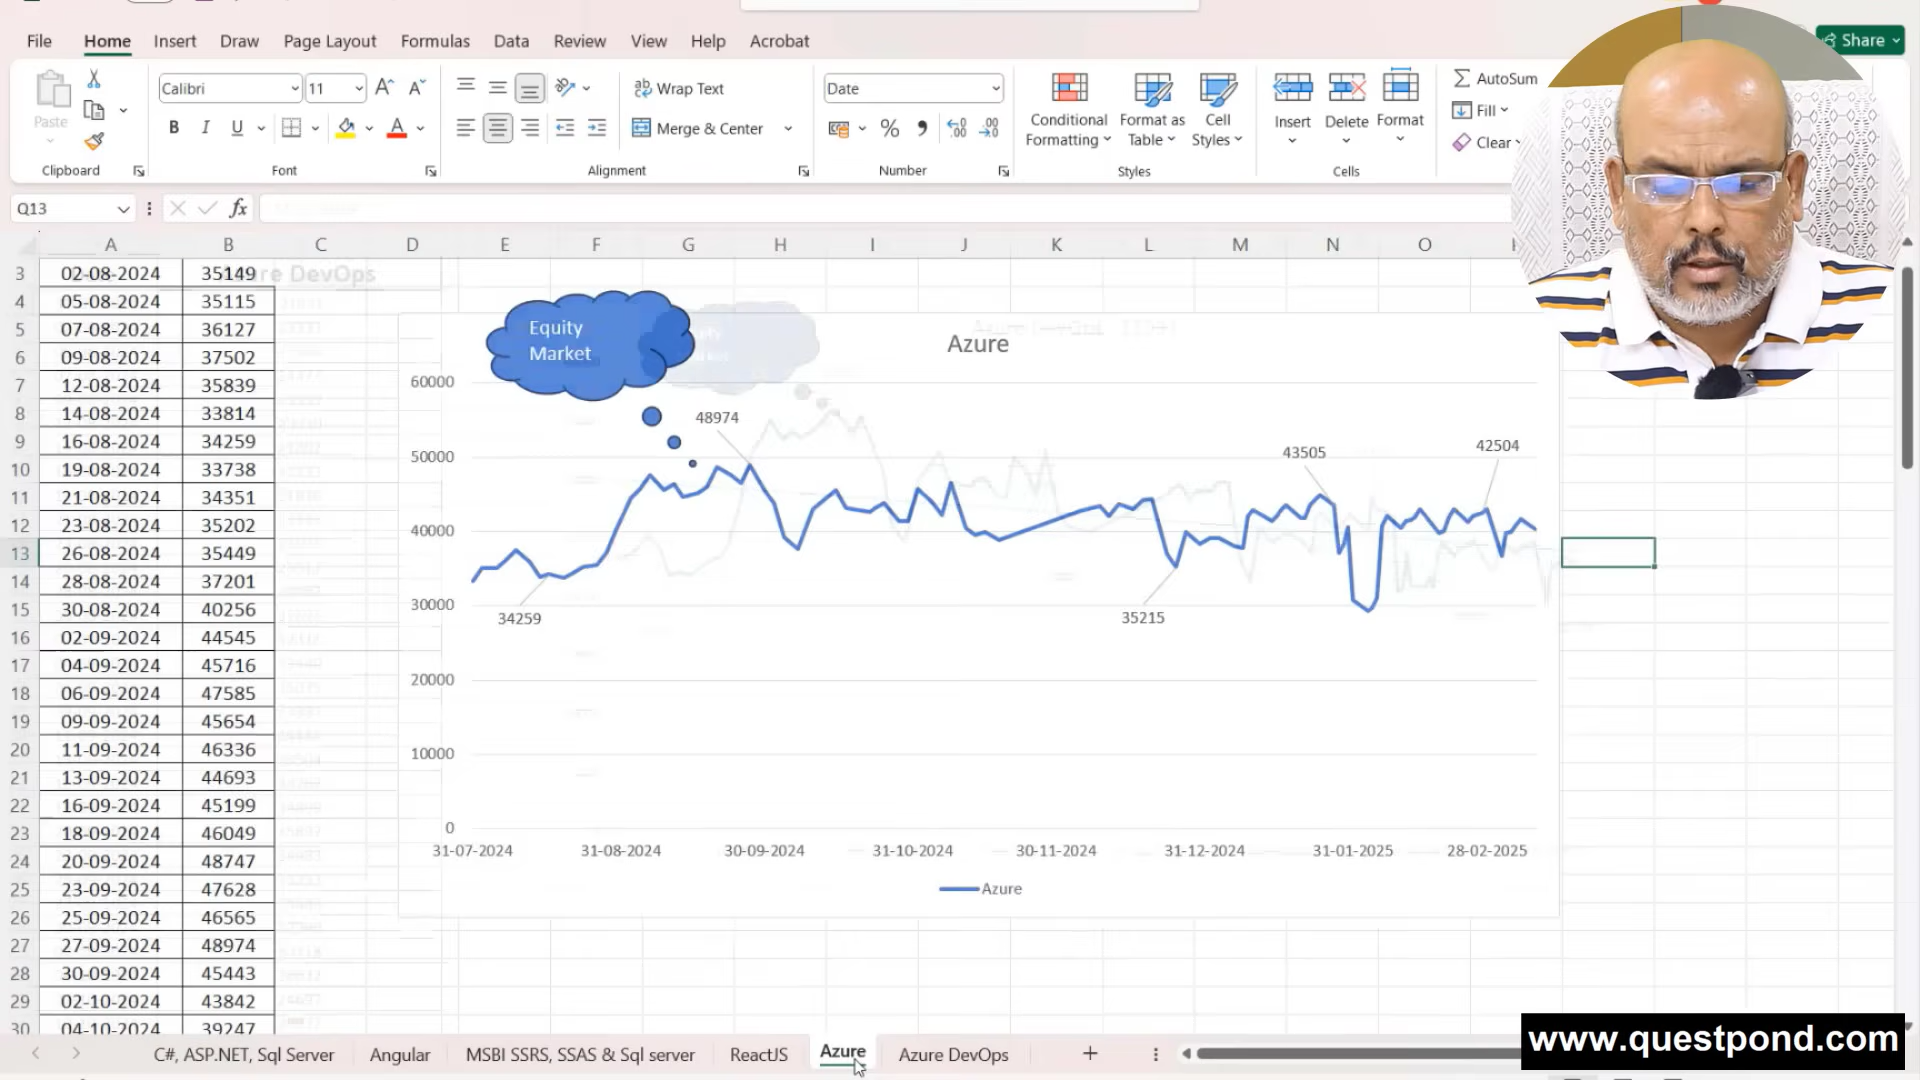 File Home Insert Draw Page Layout Formulas Data Review View Help Acrobat Share
Calibri 11 Wrap Text Date AutoSum
Paste Conditional Format as Cell Insert Delete Format Fill
B I U Merge & Center % Formatting Table Styles Clear
Clipboard Font Alignment Number Styles Cells
Q13 fx
A B C D E F G H I J K L M N O
3 02-08-2024 35149
4 05-08-2024 35115
5 07-08-2024 36127
6 09-08-2024 37502
7 12-08-2024 35839
8 14-08-2024 33814
9 16-08-2024 34259
10 19-08-2024 33738
11 21-08-2024 34351
12 23-08-2024 35202
13 26-08-2024 35449
14 28-08-2024 37201
15 30-08-2024 40256
16 02-09-2024 44545
17 04-09-2024 45716
18 06-09-2024 47585
19 09-09-2024 45654
20 11-09-2024 46336
21 13-09-2024 44693
22 16-09-2024 45199
23 18-09-2024 46049
24 20-09-2024 48747
25 23-09-2024 47628
26 25-09-2024 46565
27 27-09-2024 48974
28 30-09-2024 45443
29 02-10-2024 43842
30 04-10-2024 39247
Azure DevOps
Equity
Market
Azure
60000
50000
40000
30000
20000
10000
0
48974
43505
42504
34259
35215
31-07-2024 31-08-2024 30-09-2024 31-10-2024 30-11-2024 31-12-2024 31-01-2025 28-02-2025
Azure
C#, ASP.NET, Sql Server Angular MSBI SSRS, SSAS & Sql server ReactJS Azure Azure DevOps +
www.questpond.com